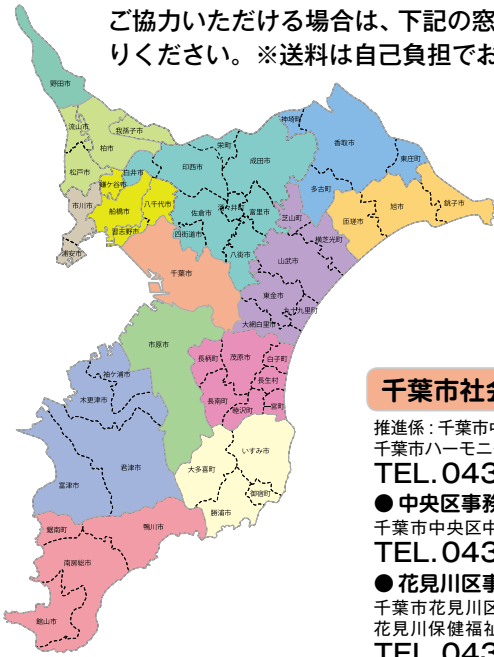 ご協力いただける場合は、下記の窓
りください。※送料は自己負担でお
野田市
流山市
我孫子市
柏市
松戸市
白井市
鎌ケ谷市
市川市
船橋市
八千代市
習志野市
浦安市
印西市
栄町
成田市
佐倉市
酒々井町
富里市
四街道市
八街市
神崎町
香取市
東庄町
多古町
匝瑳市
旭市
銚子市
芝山町
横芝光町
山武市
東金市
九十九里町
大網白里市
千葉市
市原市
長柄町
茂原市
白子町
長生村
長南町
睦沢町
一宮町
袖ケ浦市
木更津市
君津市
富津市
いすみ市
大多喜町
御宿町
勝浦市
鋸南町
鴨川市
南房総市
館山市
千葉市社会
推進係：千葉市中
千葉市ハーモニ
TEL.043
●中央区事務
千葉市中央区中
TEL.043
●花見川区事
千葉市花見川区
花見川保健福祉
TEL.043